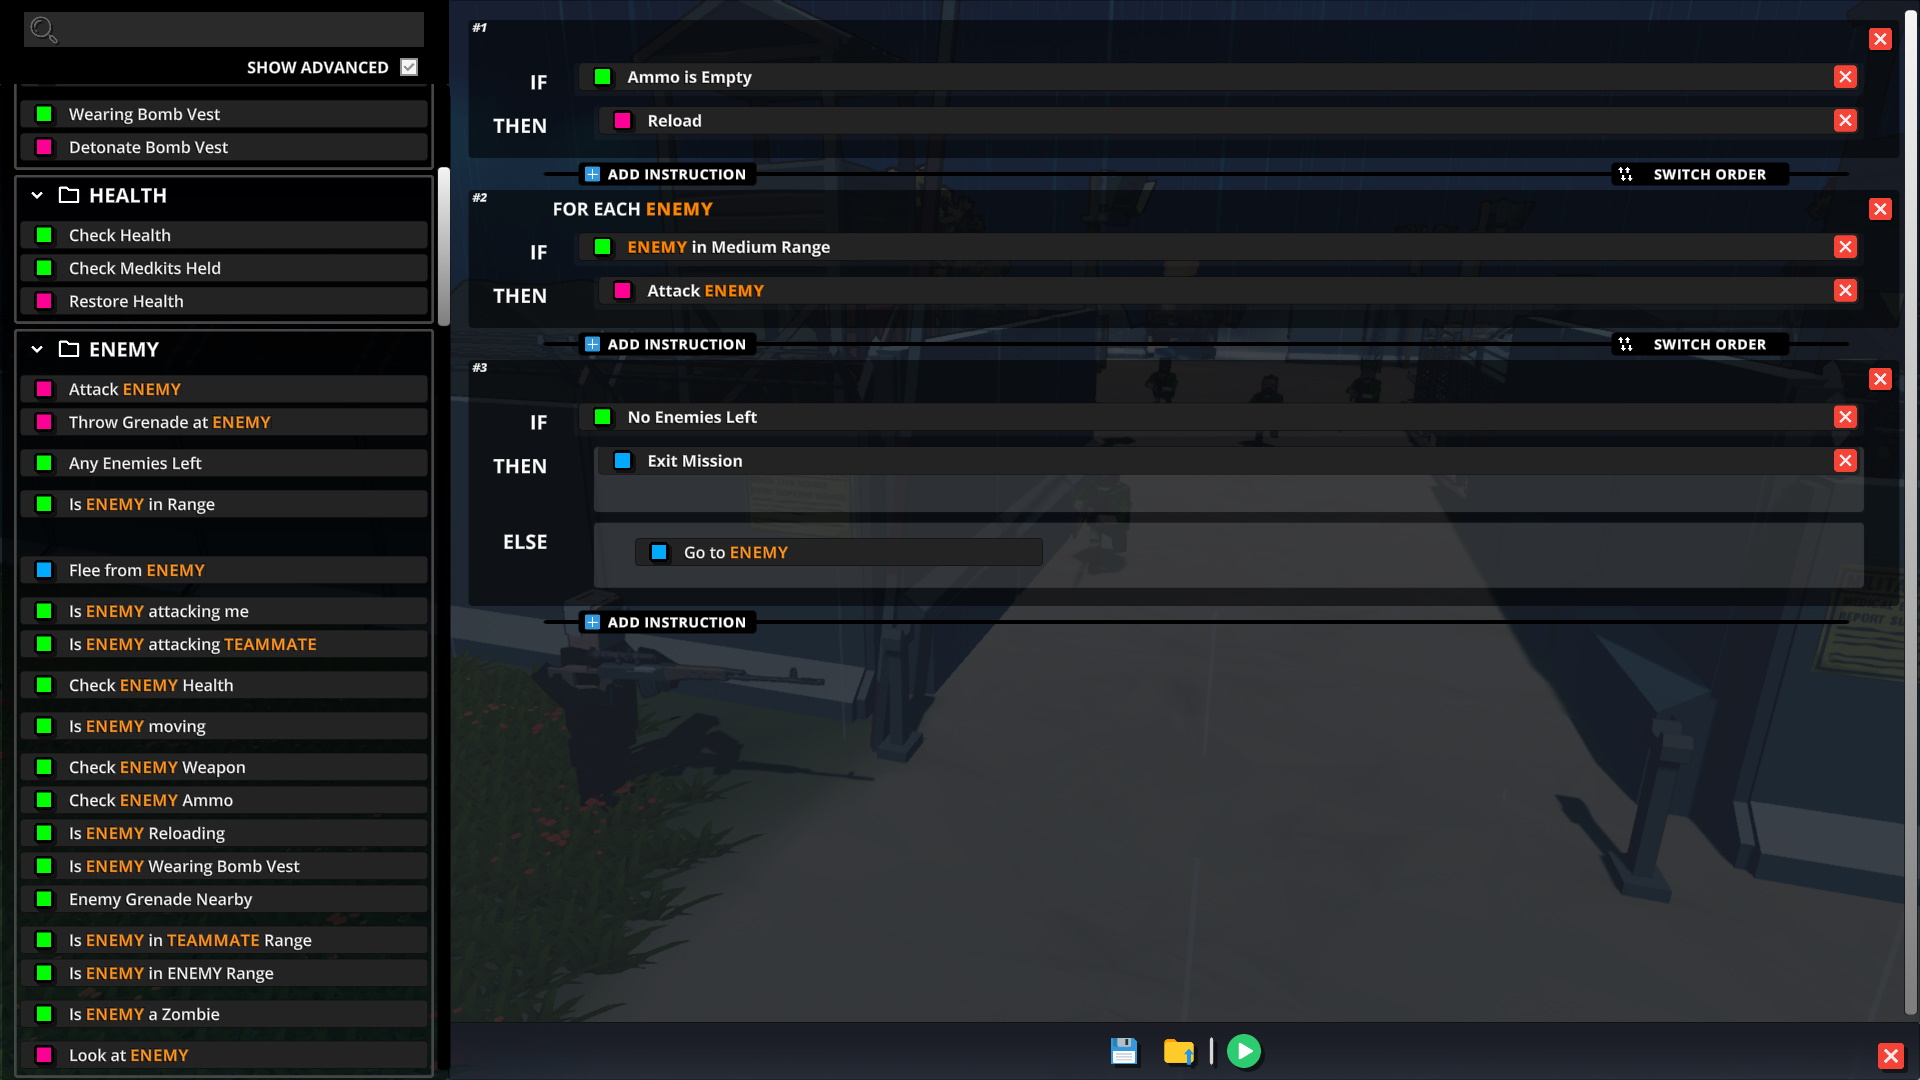 SHOW ADVANCED
Wearing Bomb Vest
Detonate Bomb Vest
HEALTH
Check Health
Check Medkits Held
Restore Health
ENEMY
Attack ENEMY
Throw Grenade at ENEMY
Any Enemies Left
Is ENEMY in Range
Flee from ENEMY
Is ENEMY attacking me
Is ENEMY attacking TEAMMATE
Check ENEMY Health
Is ENEMY moving
Check ENEMY Weapon
Check ENEMY Ammo
Is ENEMY Reloading
Is ENEMY Wearing Bomb Vest
Enemy Grenade Nearby
Is ENEMY in TEAMMATE Range
Is ENEMY in ENEMY Range
Is ENEMY a Zombie
Look at ENEMY
#1
IF Ammo is Empty
THEN Reload
ADD INSTRUCTION SWITCH ORDER
#2
FOR EACH ENEMY
IF ENEMY in Medium Range
THEN Attack ENEMY
ADD INSTRUCTION SWITCH ORDER
#3
IF No Enemies Left
THEN Exit Mission
ELSE Go to ENEMY
ADD INSTRUCTION